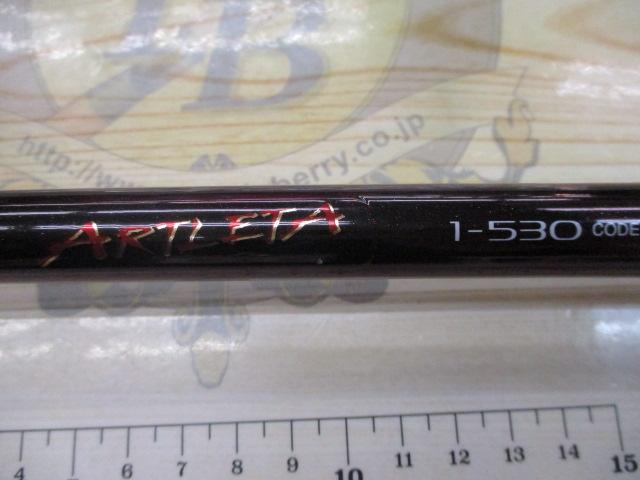 JB
http://www. berry.co.jp
ARTLETA 1-530 CODE
4 6 7 8 9 10 11 12 13 14 15